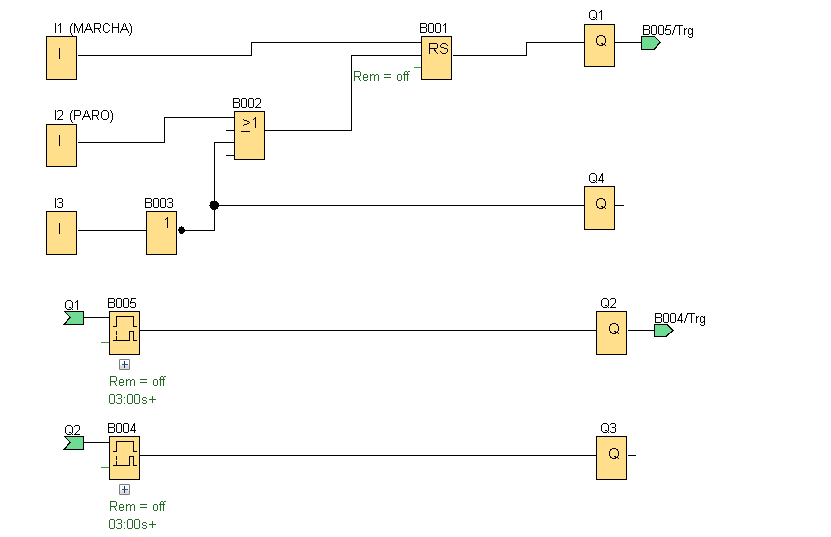 I1 (MARCHA)
I
B001
RS
Rem = off
Q1
Q
B005/Trg
I2 (PARO)
I
B002
≥1
I3
I
B003
1
Q4
Q
Q1
B005
Rem = off
03:00s+
Q2
Q
B004/Trg
Q2
B004
Rem = off
03:00s+
Q3
Q